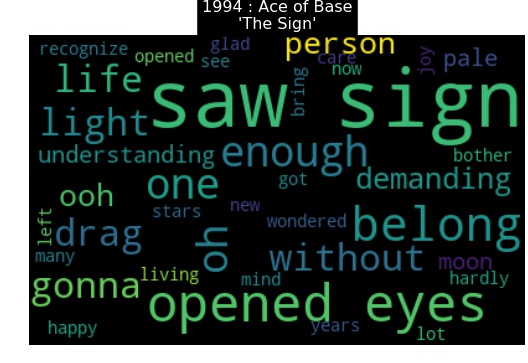 1994 : Ace of Base
'The Sign'
recognize
opened
glad
person
see
care
now
joy
pale
life
saw sign
bring
light
understanding
enough
bother
one
got
demanding
ooh
left
drag
stars
new
wondered
belong
oh
many
without
moon
living
mind
hardly
gonna
opened eyes
happy
years
lot